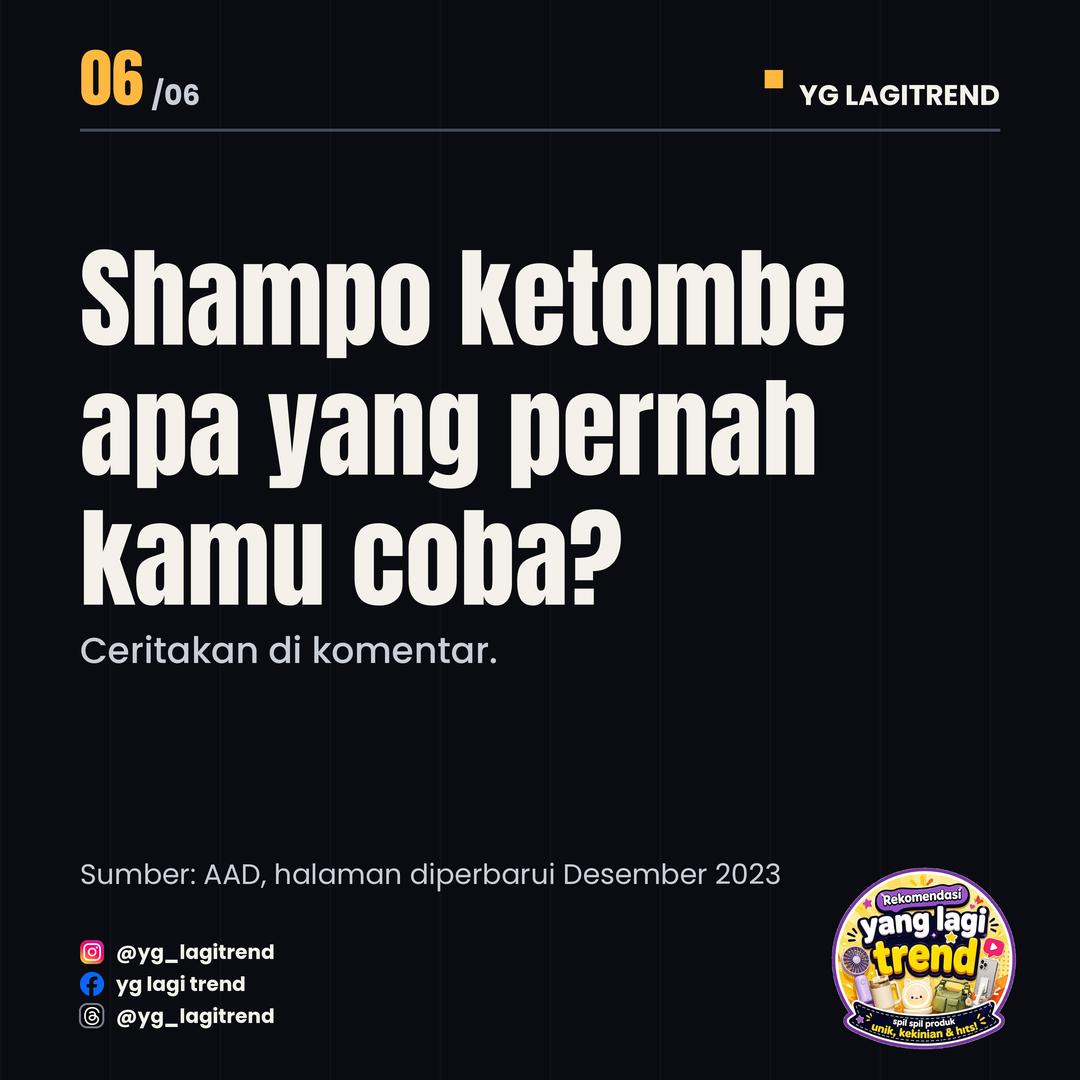 06 /06
YG LAGITREND
Shampo ketombe
apa yang pernah
kamu coba?
Ceritakan di komentar.
Sumber: AAD, halaman diperbarui Desember 2023
@yg_lagitrend
yg lagi trend
@yg_lagitrend
Rekomendasi
yang lagi
trend
spil spil produk
unik, kekinian & hits!